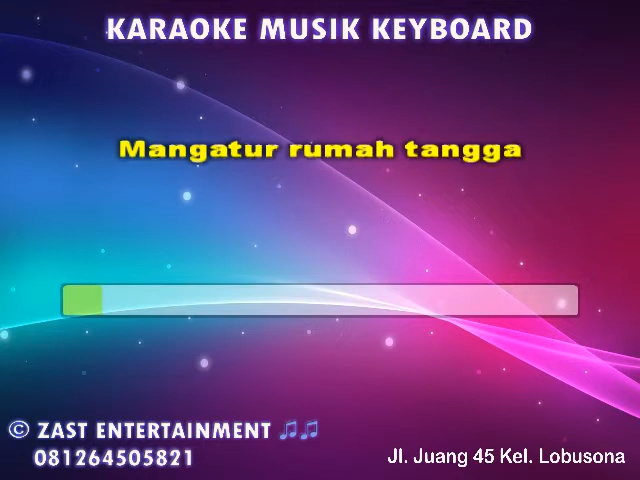 KARAOKE MUSIK KEYBOARD
Mangatur rumah tangga
© ZAST ENTERTAINMENT 🎵🎵
081264505821
Jl. Juang 45 Kel. Lobusona